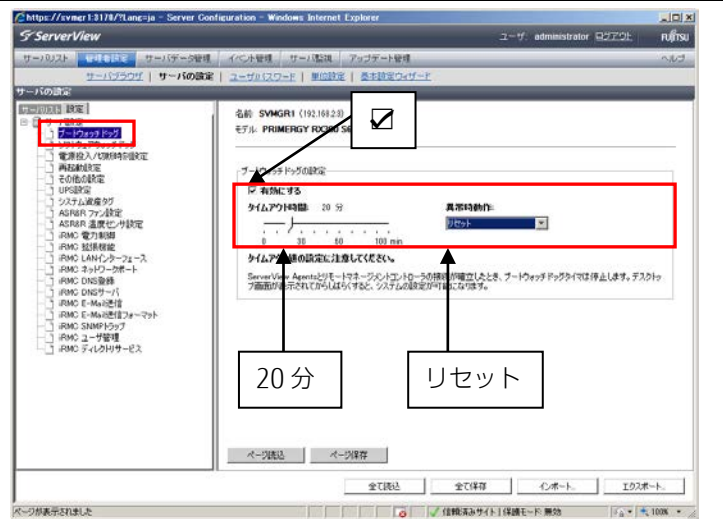 https://svmgr1:3170/?Lang=ja - Server Configuration - Windows Internet Explorer
ServerView
ユーザ: administrator ログアウト FUJITSU
サーバリスト 管理者設定 サーバデータ管理 イベント管理 サーバ監視 アップデート管理 ヘルプ
サーバブラウザ | サーバの設定 | ユーザ/パスワード | 単位設定 | 基本設定ウィザード
サーバの設定
サーバリスト 設定
ブートウォッチドッグ
電源投入/切断時刻設定
再起動設定
その他の設定
UPS設定
システム資産タグ
ASR&R ファン設定
ASR&R 温度センサ設定
iRMC 電力制御
iRMC 拡張機能
iRMC LANインターフェース
iRMC ネットワークポート
iRMC DNS登録
iRMC DNSサーバ
iRMC E-Mail送信
iRMC E-Mail送信フォーマット
iRMC SNMPトラップ
iRMC ユーザ管理
iRMC ディレクトリサービス
名前: SVMGR1 (192.168.2.3)
モデル: PRIMERGY RX300 S6
☑
ブートウォッチドッグの設定
有効にする
タイムアウト時間: 20 分 異常時動作:
リセット
0 30 60 100 min
タイムアウト値の設定に注意してください。
ServerView Agentsとリモートマネージメントコントローラの接続が確立したとき、ブートウォッチドッグタイマは停止します。デスクトッ
プ画面が表示されてからしばらくすると、システムの設定が可能になります。
20 分
リセット
ページ読込 ページ保存
全て読込 全て保存 インポート... エクスポート...
ページが表示されました 信頼済みサイト | 保護モード: 無効 100%